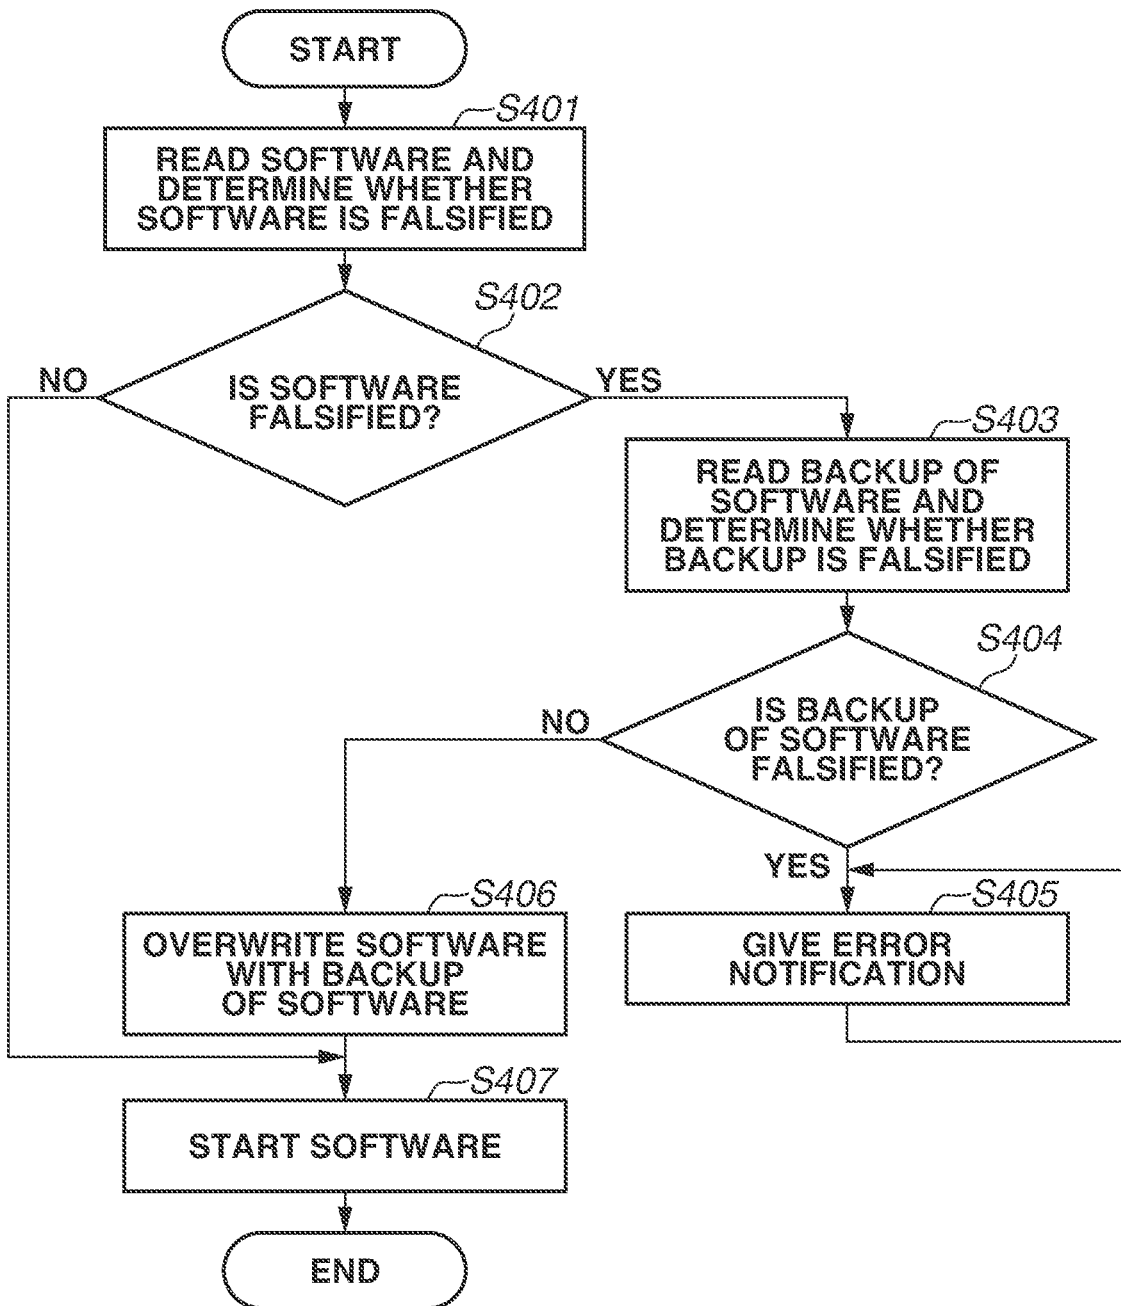 START
S401
READ SOFTWARE AND
DETERMINE WHETHER
SOFTWARE IS FALSIFIED
S402
NO
IS SOFTWARE
FALSIFIED?
YES
S403
READ BACKUP OF
SOFTWARE AND
DETERMINE WHETHER
BACKUP IS FALSIFIED
S404
NO
IS BACKUP
OF SOFTWARE
FALSIFIED?
YES
S406
OVERWRITE SOFTWARE
WITH BACKUP
OF SOFTWARE
S405
GIVE ERROR
NOTIFICATION
S407
START SOFTWARE
END